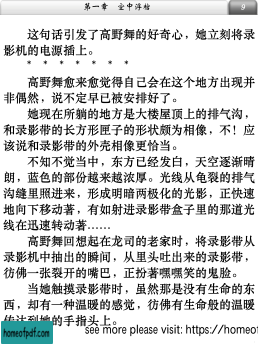 第一章 空中浮棺
9
这句话引发了高野舞的好奇心，她立刻将录
影机的电源插上。
* * * * * * *
高野舞愈来愈觉得自己会在这个地方出现并
非偶然，说不定早已被安排好了。
她现在所躺的地方是大楼屋顶上的排气沟，
和录影带的长方形匣子的形状颇为相像，不！应
该说和录影带的外壳相像更恰当。
不知不觉当中，东方已经发白，天空逐渐晴
朗，蓝色的部份越来越浓厚。光线从龟裂的排气
沟缝里照进来，形成明暗两极化的光影，正快速
地向下移动著，有如射进录影带盒子里的那道光
线在迅速转动著……
高野舞回想起在龙司的老家时，将录影带从
录影机中抽出的瞬间，从里头吐出来的录影带，
彷佛一张裂开的嘴巴，正扮著嘿嘿笑的鬼脸。
当她触摸录影带时，虽然那是没有生命的东
西，却有一种温暖的感觉，彷佛有生命般的温暖
传达到她的手指头上。
homeofpdf.com
see more please visit: https://homeof